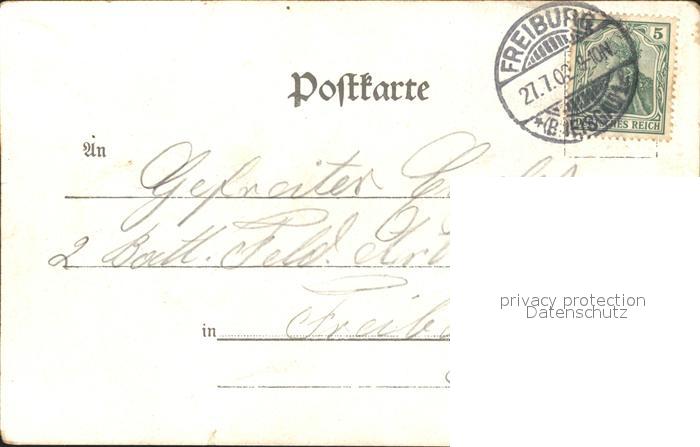 FREIBURG
27.7.02 9-10N
*(BREISGAU)
5
DEUTSCHES REICH
Postkarte
An
Gefreiter
2 Batt. Feld. Art
privacy protection
Datenschutz
in Freib